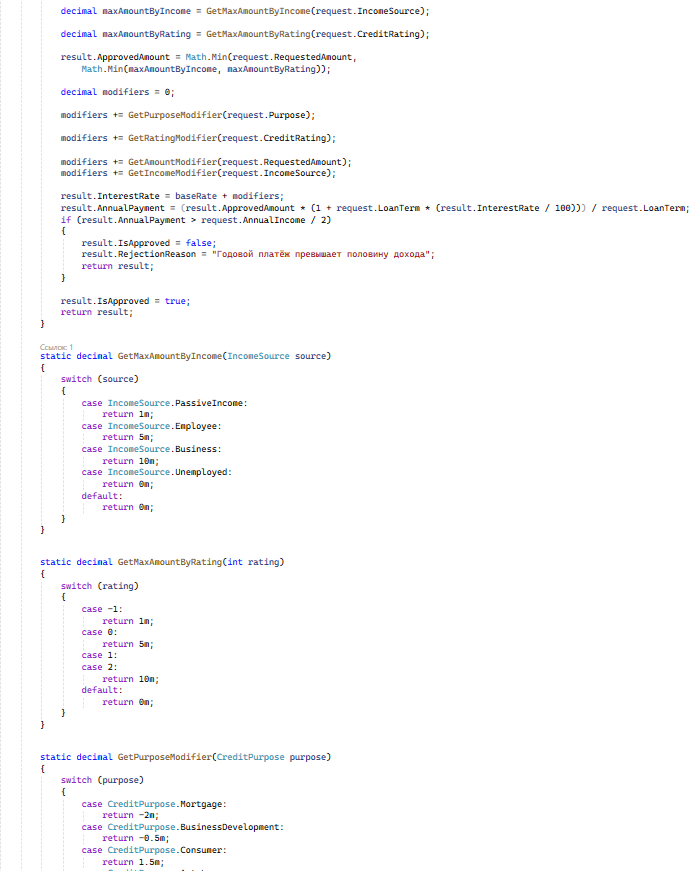 decimal maxAmountByIncome = GetMaxAmountByIncome(request.IncomeSource);
decimal maxAmountByRating = GetMaxAmountByRating(request.CreditRating);
result.ApprovedAmount = Math.Min(request.RequestedAmount,
Math.Min(maxAmountByIncome, maxAmountByRating));
decimal modifiers = 0;
modifiers += GetPurposeModifier(request.Purpose);
modifiers += GetRatingModifier(request.CreditRating);
modifiers += GetAmountModifier(request.RequestedAmount);
modifiers += GetIncomeModifier(request.IncomeSource);
result.InterestRate = baseRate + modifiers;
result.AnnualPayment = (result.ApprovedAmount * (1 + request.LoanTerm * (result.InterestRate / 100))) / request.LoanTerm;
if (result.AnnualPayment > request.AnnualIncome / 2)
{
result.IsApproved = false;
result.RejectionReason = "Годовой платёж превышает половину дохода";
return result;
}
result.IsApproved = true;
return result;
}
Ссылок: 1
static decimal GetMaxAmountByIncome(IncomeSource source)
{
switch (source)
{
case IncomeSource.PassiveIncome:
return 1m;
case IncomeSource.Employee:
return 5m;
case IncomeSource.Business:
return 10m;
case IncomeSource.Unemployed:
return 0m;
default:
return 0m;
}
}
static decimal GetMaxAmountByRating(int rating)
{
switch (rating)
{
case -1:
return 1m;
case 0:
return 5m;
case 1:
case 2:
return 10m;
default:
return 0m;
}
}
static decimal GetPurposeModifier(CreditPurpose purpose)
{
switch (purpose)
{
case CreditPurpose.Mortgage:
return -2m;
case CreditPurpose.BusinessDevelopment:
return -0.5m;
case CreditPurpose.Consumer:
return 1.5m;